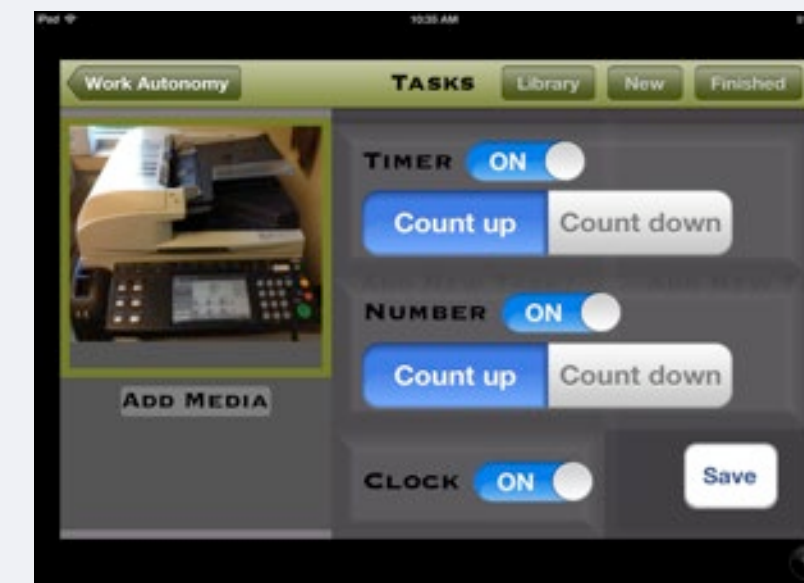 iPod 10:35 AM
Work Autonomy TASKS Library New Finished
TIMER ON
Count up Count down
NUMBER ON
Count up Count down
ADD MEDIA
CLOCK ON Save